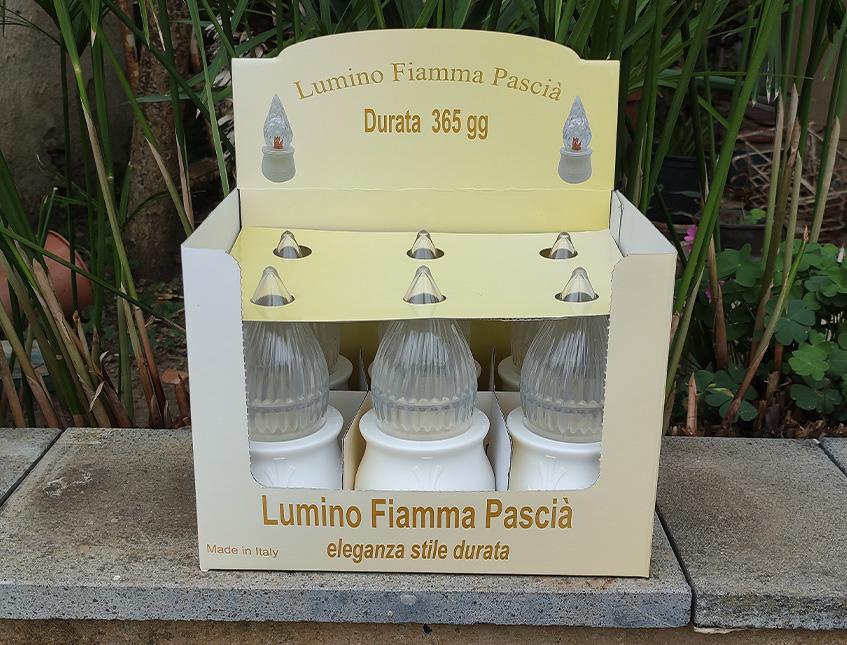 Lumino Fiamma Pascià
Durata 365 gg
Lumino Fiamma Pascià
eleganza stile durata
Made in Italy